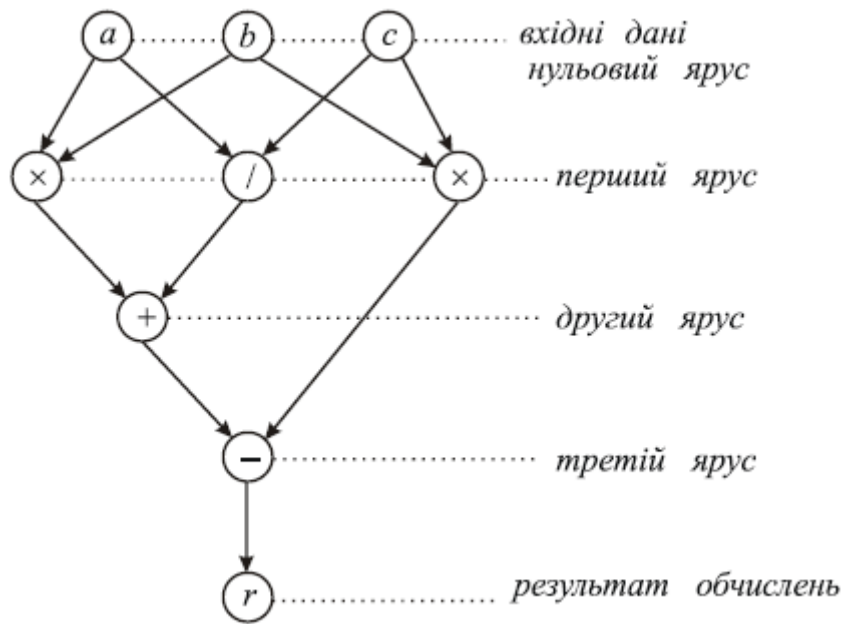 a b c вхідні дані
нульовий ярус
× / × перший ярус
+ другий ярус
− третій ярус
r результат обчислень